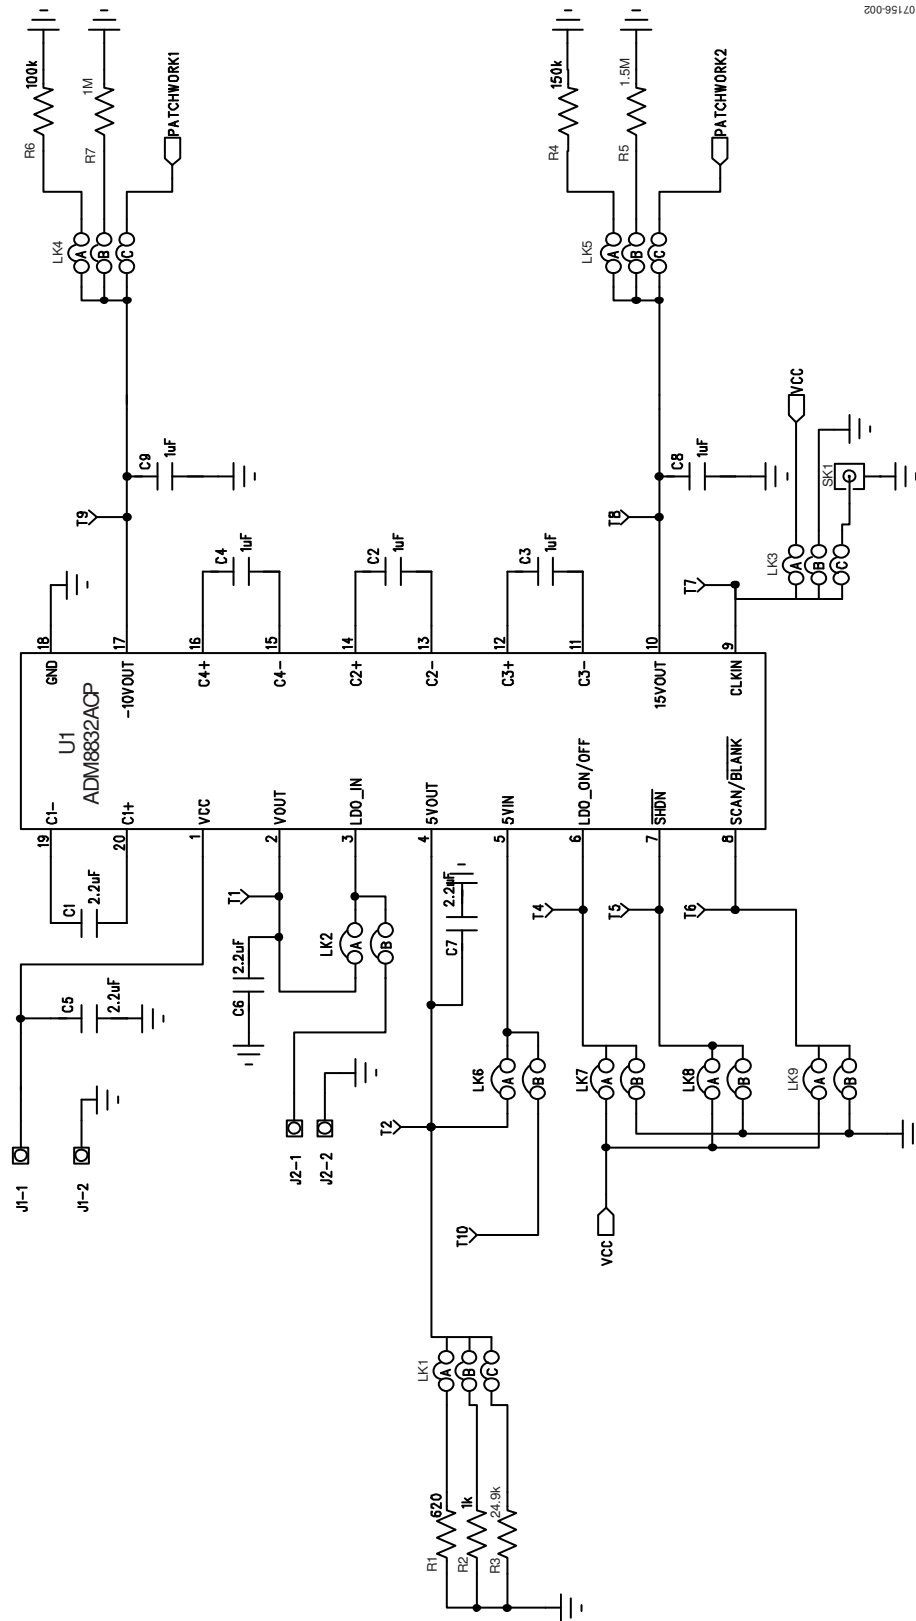 07156-002
100k
1M
R6
R7
PATCHWORK1
LK4
A
B
C
150k
1.5M
R4
R5
PATCHWORK2
LK5
A
B
C
C9
1uF
T9
C4
1uF
C2
1uF
C3
1uF
C8
1uF
T8
VCC
SK1
LK3
A
B
C
T7
18
17
16
15
14
13
12
11
10
9
GND
-10VOUT
C4+
C4-
C2+
C2-
C3+
C3-
15VOUT
CLKIN
U1
ADM8832ACP
C1-
C1+
VCC
VOUT
LDO_IN
5VOUT
5VIN
LDO_ON/OFF
SHDN
SCAN/BLANK
19
20
1
2
3
4
5
6
7
8
C1
2.2uF
T1
C6
2.2uF
LK2
A
B
C7
2.2uF
T4
T5
T6
C5
2.2uF
J1-1
J1-2
J2-1
J2-2
T2
LK6
A
B
LK7
A
B
LK8
A
B
LK9
A
B
T10
VCC
LK1
A
B
C
R1
620
R2
1k
R3
24.9k